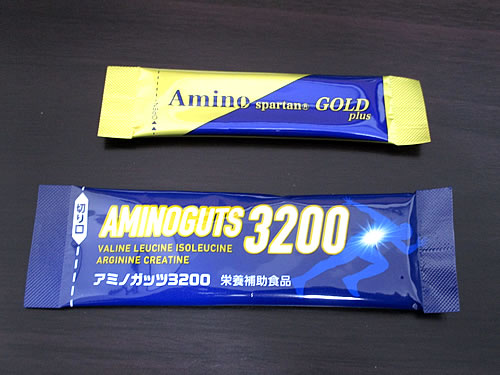 Amino spartan® GOLD
plus
切り口
AMINOGUTS 3200
VALINE LEUCINE ISOLEUCINE
ARGININE CREATINE
アミノガッツ3200 栄養補助食品